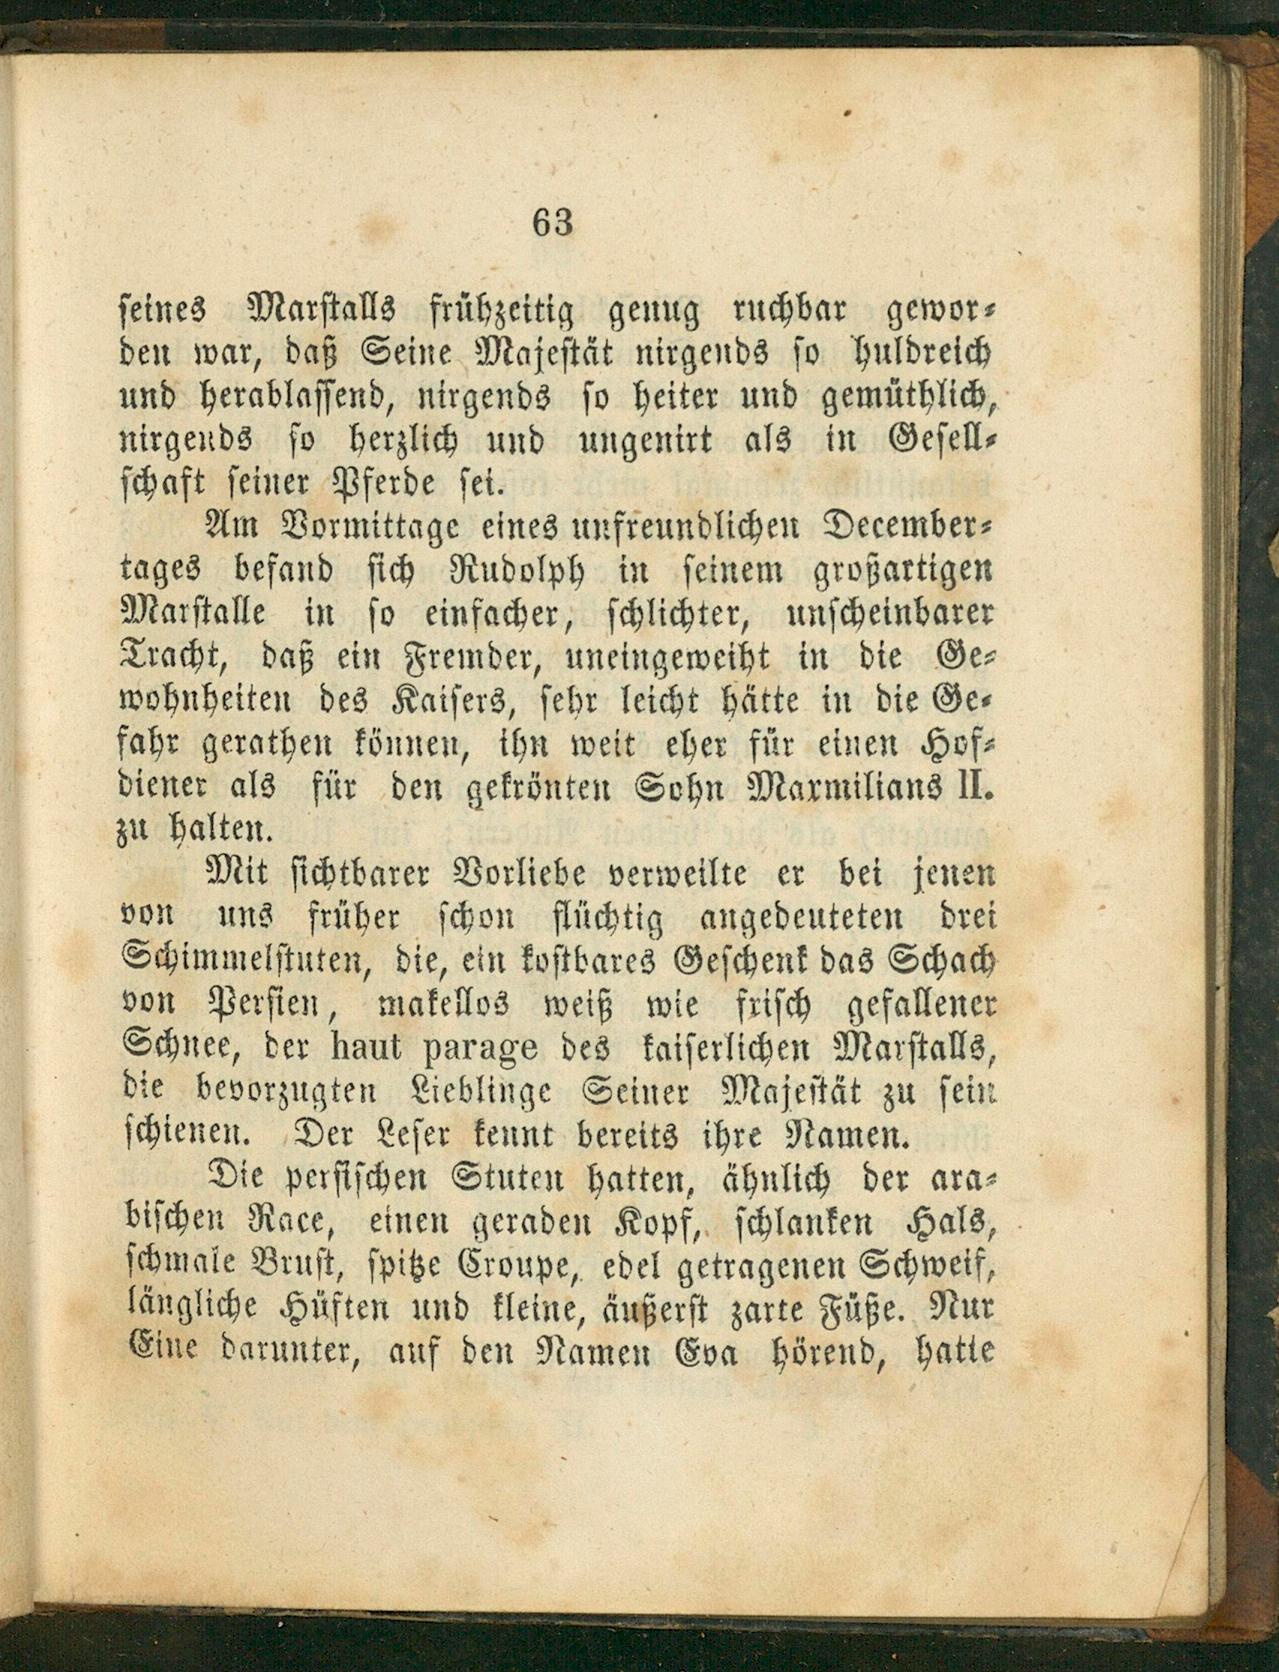 63
seines Marstalls frühzeitig genug ruchbar gewor-
den war, daß Seine Majestät nirgends so huldreich
und herablassend, nirgends so heiter und gemüthlich,
nirgends so herzlich und ungenirt als in Gesell-
schaft seiner Pferde sei.
Am Vormittage eines unfreundlichen December-
tages befand sich Rudolph in seinem großartigen
Marstalle in so einfacher, schlichter, unscheinbarer
Tracht, daß ein Fremder, uneingeweiht in die Ge-
wohnheiten des Kaisers, sehr leicht hätte in die Ge-
fahr gerathen können, ihn weit eher für einen Hof-
diener als für den gekrönten Sohn Maxmilians II.
zu halten.
Mit sichtbarer Vorliebe verweilte er bei jenen
von uns früher schon flüchtig angedeuteten drei
Schimmelstuten, die, ein kostbares Geschenk das Schach
von Persien, makellos weiß wie frisch gefallener
Schnee, der haut parage des kaiserlichen Marstalls,
die bevorzugten Lieblinge Seiner Majestät zu sein
schienen. Der Leser kennt bereits ihre Namen.
Die persischen Stuten hatten, ähnlich der ara-
bischen Race, einen geraden Kopf, schlanken Hals,
schmale Brust, spitze Croupe, edel getragenen Schweif,
längliche Hüften und kleine, äußerst zarte Füße. Nur
Eine darunter, auf den Namen Eva hörend, hatte